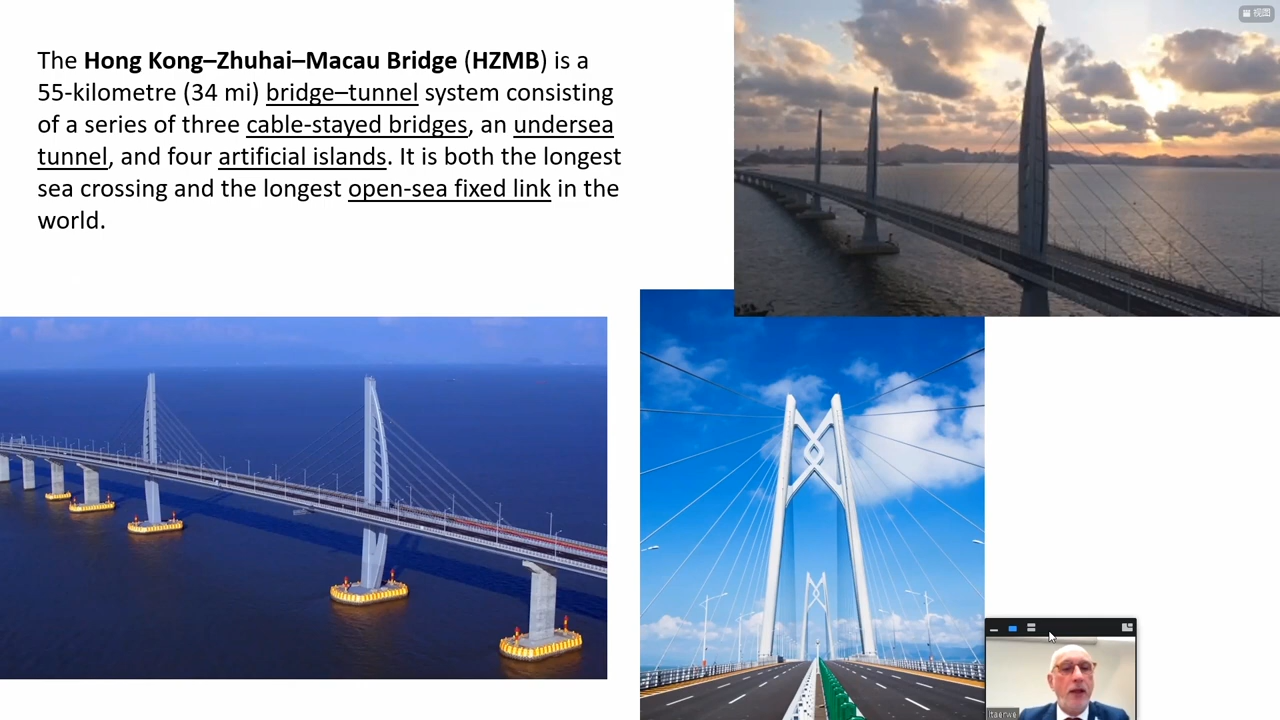 The Hong Kong–Zhuhai–Macau Bridge (HZMB) is a
55-kilometre (34 mi) bridge–tunnel system consisting
of a series of three cable-stayed bridges, an undersea
tunnel, and four artificial islands. It is both the longest
sea crossing and the longest open-sea fixed link in the
world.
视图